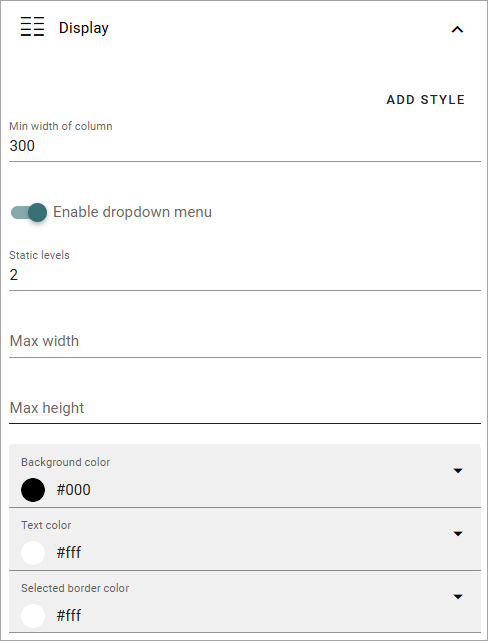 Display
ADD STYLE
Min width of column
300
Enable dropdown menu
Static levels
2
Max width
Max height
Background color
#000
Text color
#fff
Selected border color
#fff